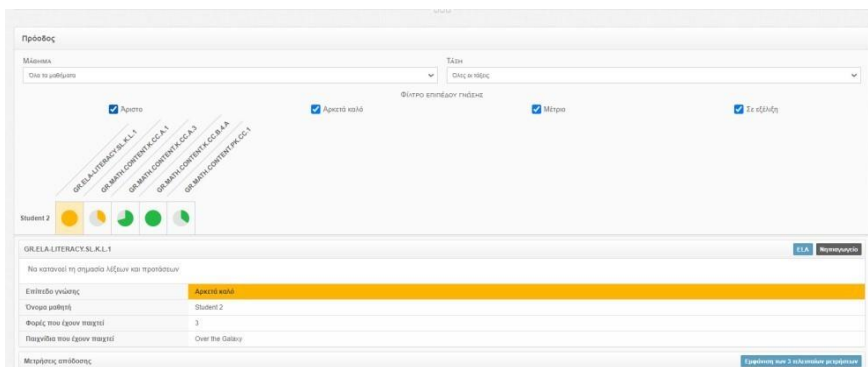 Πρόοδος
ΜΆΘΗΜΑ
ΤΆΞΗ
Όλα τα μαθήματα
Όλες οι τάξεις
ΦΊΛΤΡΟ ΕΠΙΠΈΔΟΥ ΓΝΏΣΗΣ
Άριστο
Αρκετά καλό
Μέτριο
Σε εξέλιξη
GR.ELA-LITERACY.SL.K.L.1
GR.MATH.CONTENT.K.CC.A.1
GR.MATH.CONTENT.K.CC.A.3
GR.MATH.CONTENT.K.CC.B.4.A
GR.MATH.CONTENT.PK.CC.1
Student 2
GR.ELA-LITERACY.SL.K.L.1
ELA
Νηπιαγωγείο
Να κατανοεί τη σημασία λέξεων και προτάσεων
Επίπεδο γνώσης
Αρκετά καλό
Όνομα μαθητή
Student 2
Φορές που έχουν παιχτεί
3
Παιχνίδια που έχουν παιχτεί
Over the Galaxy
Μετρήσεις απόδοσης
Εμφάνιση των 3 τελευταίων μετρήσεων